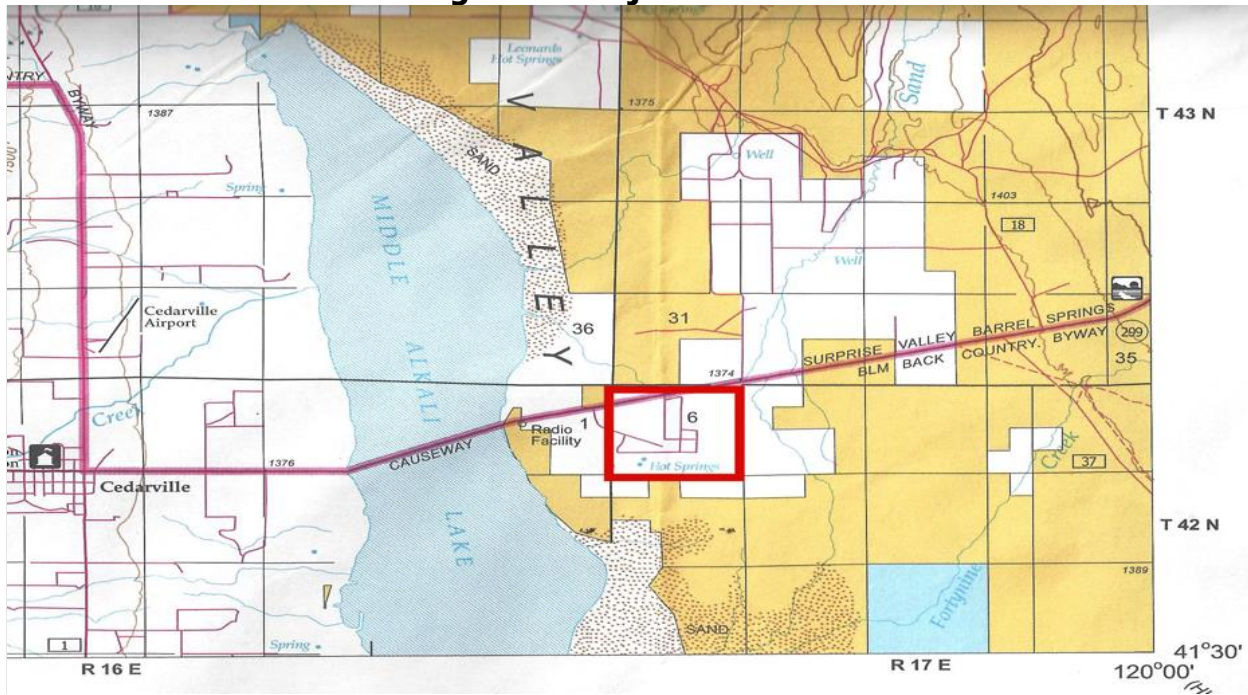 Leonards
Hot Springs
NTRY
BYWAY
1387
1375
T 43 N
Sand
SAND
VALLEY
Well
Spring
MIDDLE
ALKALI
LAKE
1403
18
Well
Cedarville
Airport
36
31
SURPRISE VALLEY BARREL SPRINGS
BLM BACK COUNTRY BYWAY
299
35
1374
Creek
Radio
Facility
1
6
CAUSEWAY
1376
Hot Springs
Creek
37
Cedarville
T 42 N
1389
Fortynine
SAND
1
Spring
41°30'
R 16 E
R 17 E
120°00'